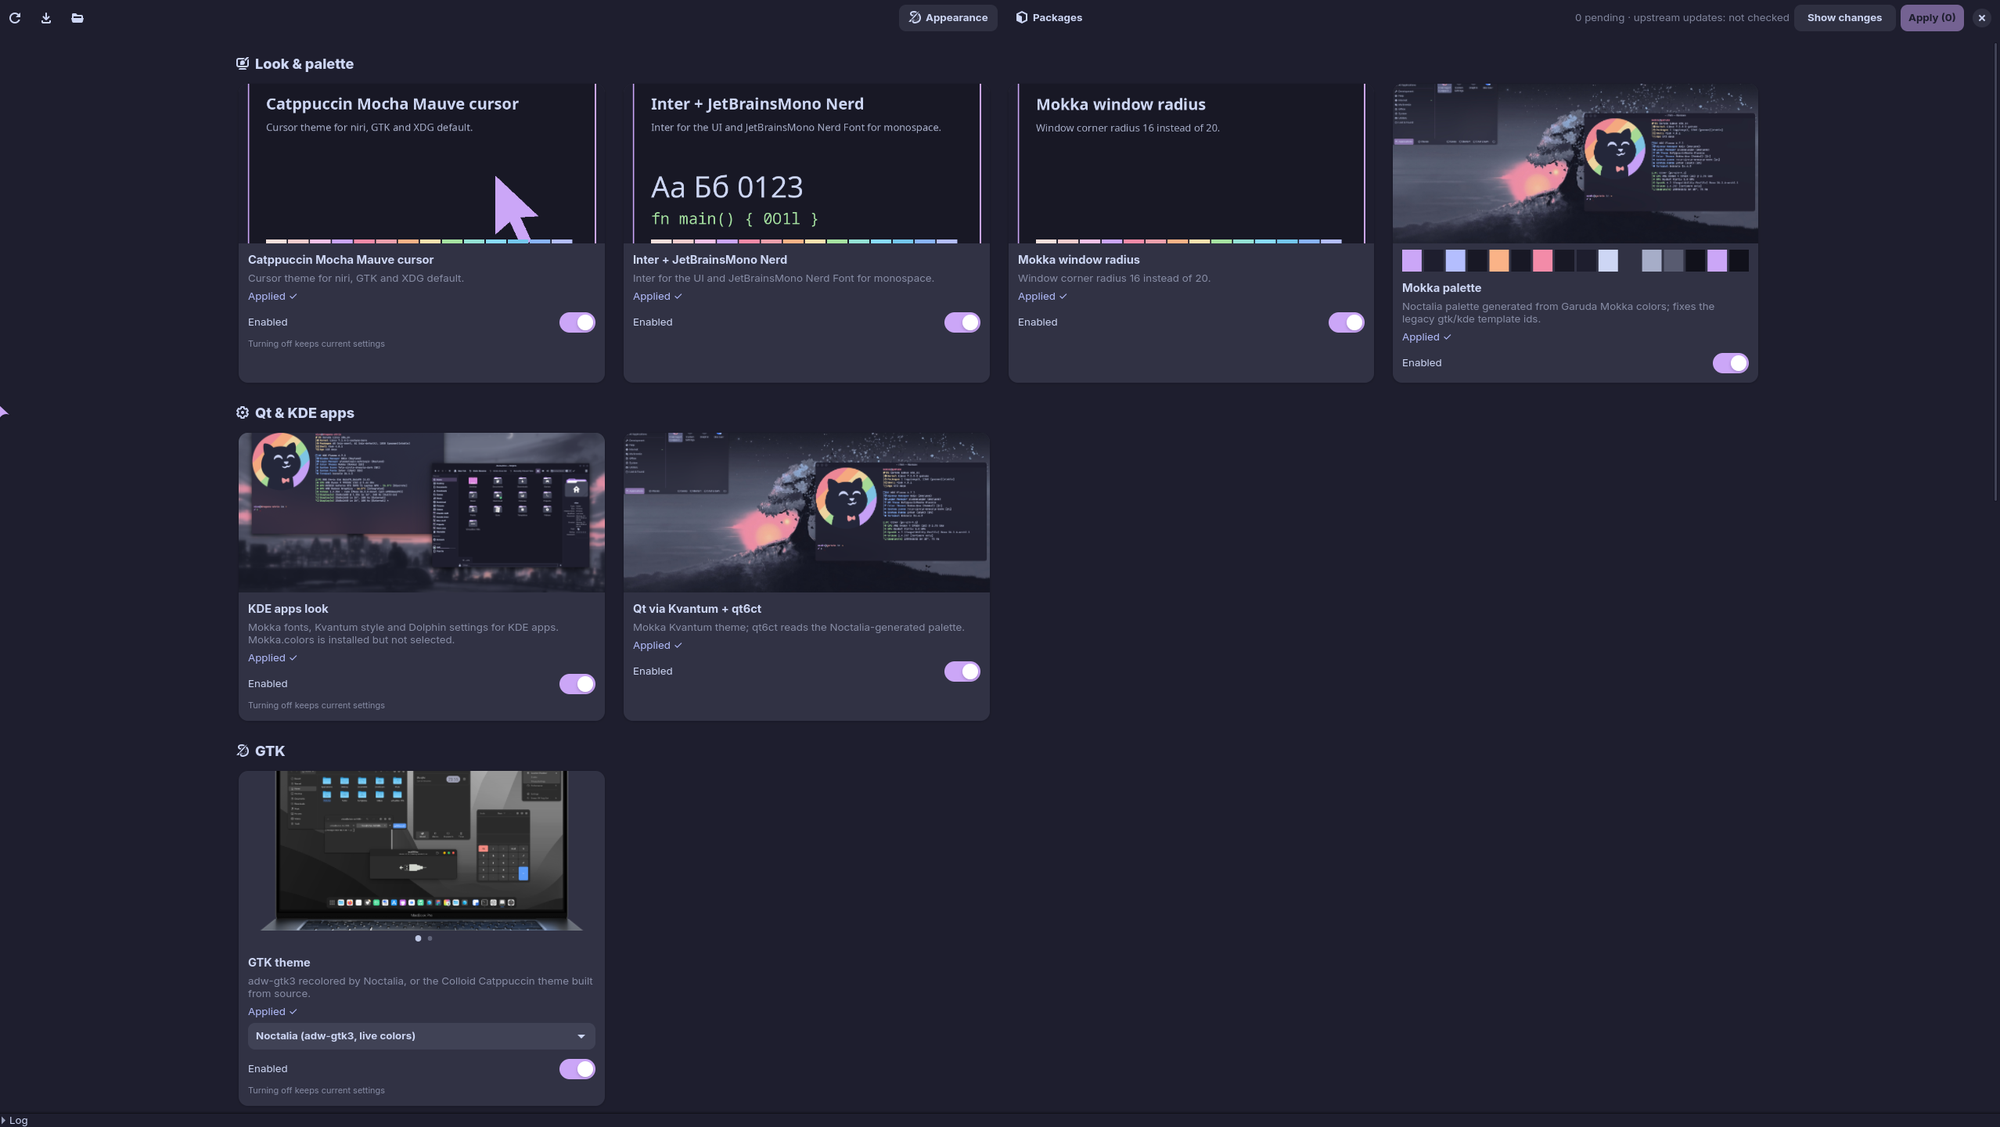 Appearance
Packages
0 pending · upstream updates: not checked
Show changes
Apply (0)
Look & palette
Catppuccin Mocha Mauve cursor
Cursor theme for niri, GTK and XDG default.
Catppuccin Mocha Mauve cursor
Cursor theme for niri, GTK and XDG default.
Applied ✓
Enabled
Turning off keeps current settings
Inter + JetBrainsMono Nerd
Inter for the UI and JetBrainsMono Nerd Font for monospace.
Aa Бб 0123
fn main() { 0O1l }
Inter + JetBrainsMono Nerd
Inter for the UI and JetBrainsMono Nerd Font for monospace.
Applied ✓
Enabled
Mokka window radius
Window corner radius 16 instead of 20.
Mokka window radius
Window corner radius 16 instead of 20.
Applied ✓
Enabled
Mokka palette
Noctalia palette generated from Garuda Mokka colors; fixes the
legacy gtk/kde template ids.
Applied ✓
Enabled
Qt & KDE apps
KDE apps look
Mokka fonts, Kvantum style and Dolphin settings for KDE apps.
Mokka.colors is installed but not selected.
Applied ✓
Enabled
Turning off keeps current settings
Qt via Kvantum + qt6ct
Mokka Kvantum theme; qt6ct reads the Noctalia-generated palette.
Applied ✓
Enabled
GTK
GTK theme
adw-gtk3 recolored by Noctalia, or the Colloid Catppuccin theme built
from source.
Applied ✓
Noctalia (adw-gtk3, live colors)
Enabled
Turning off keeps current settings
Log